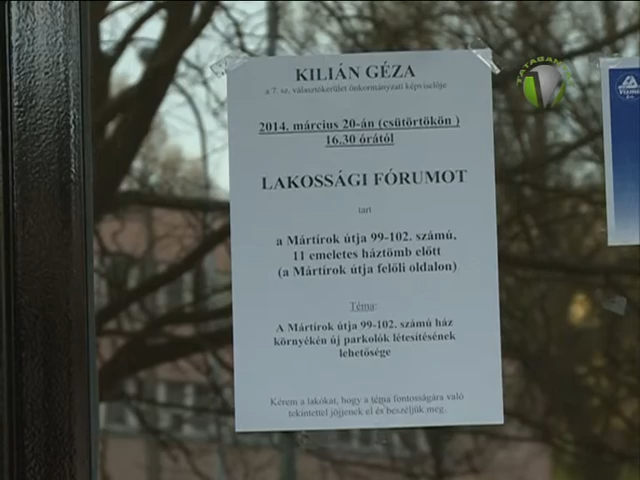 KILIÁN GÉZA
a 7. sz. választókerület önkormányzati képviselője
2014. március 20-án (csütörtökön )
16.30 órától
LAKOSSÁGI FÓRUMOT
tart
a Mártírok útja 99-102. számú,
11 emeletes háztömb előtt
(a Mártírok útja felőli oldalon)
Téma:
A Mártírok útja 99-102. számú ház
környékén új parkolók létesítésének
lehetősége
Kérem a lakókat, hogy a téma fontosságára való
tekintettel jöjjenek el és beszéljük meg.